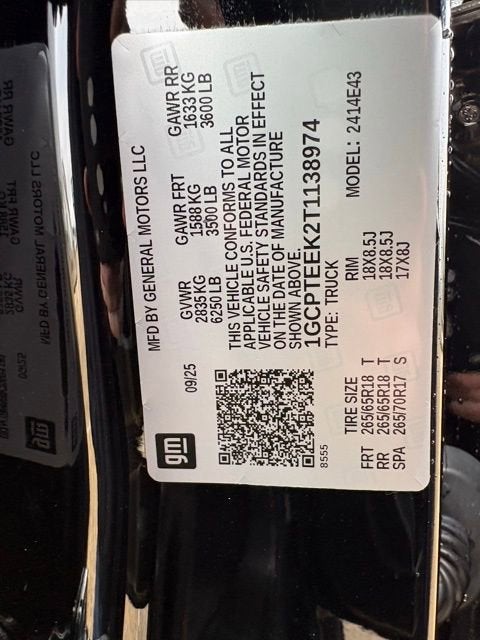 gm
09/25
MFD BY GENERAL MOTORS LLC
GVWR GAWR FRT GAWR RR
2835 KG 1588 KG 1633 KG
6250 LB 3500 LB 3600 LB
THIS VEHICLE CONFORMS TO ALL
APPLICABLE U.S. FEDERAL MOTOR
VEHICLE SAFETY STANDARDS IN EFFECT
ON THE DATE OF MANUFACTURE
SHOWN ABOVE.
1GCPTEEK2T1138974
TYPE: TRUCK
MODEL: 2414E43
8555
TIRE SIZE RIM
FRT 265/65R18 T 18X8.5J
RR 265/65R18 T 18X8.5J
SPA 265/70R17 S 17X8J